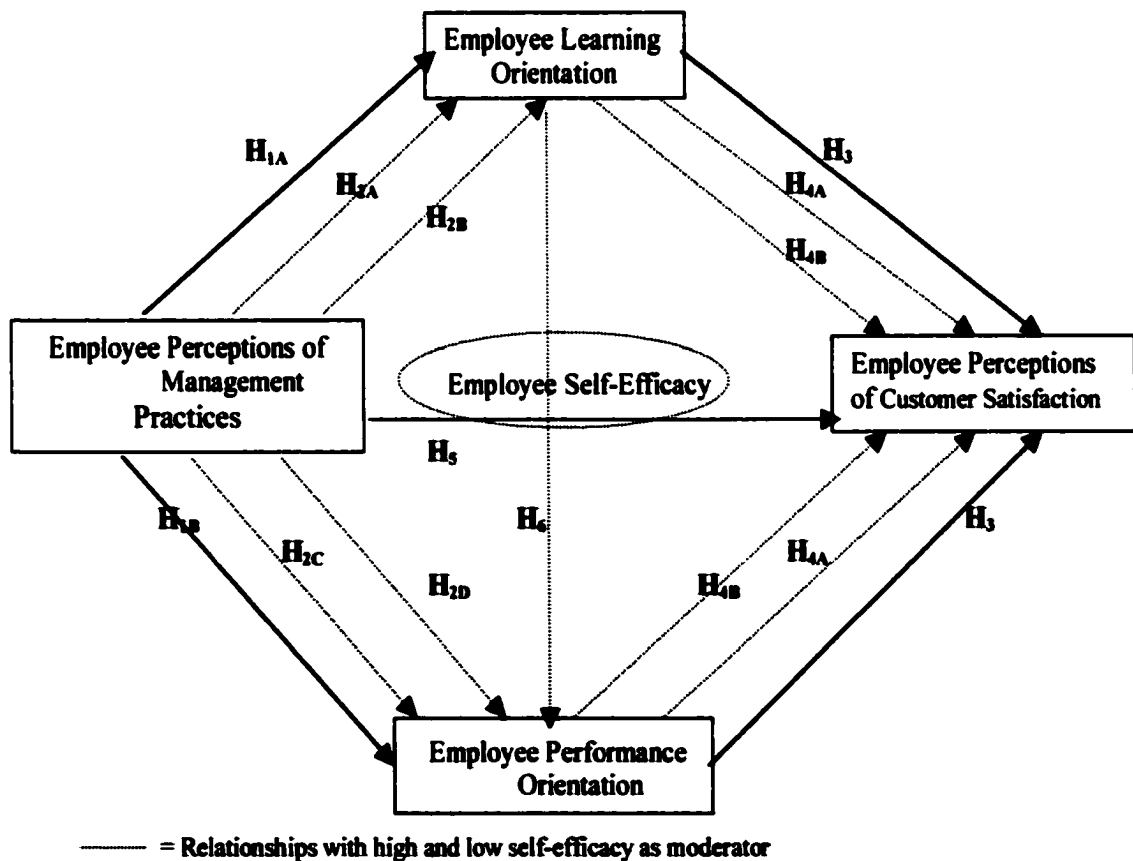 Employee Learning
Orientation
H1A
H3
H2A
H4A
H2B
H4B
Employee Perceptions of
Management
Practices
Employee Self-Efficacy
Employee Perceptions
of Customer Satisfaction
H5
H1B
H6
H3
H2C
H4A
H2D
H4B
Employee Performance
Orientation
= Relationships with high and low self-efficacy as moderator